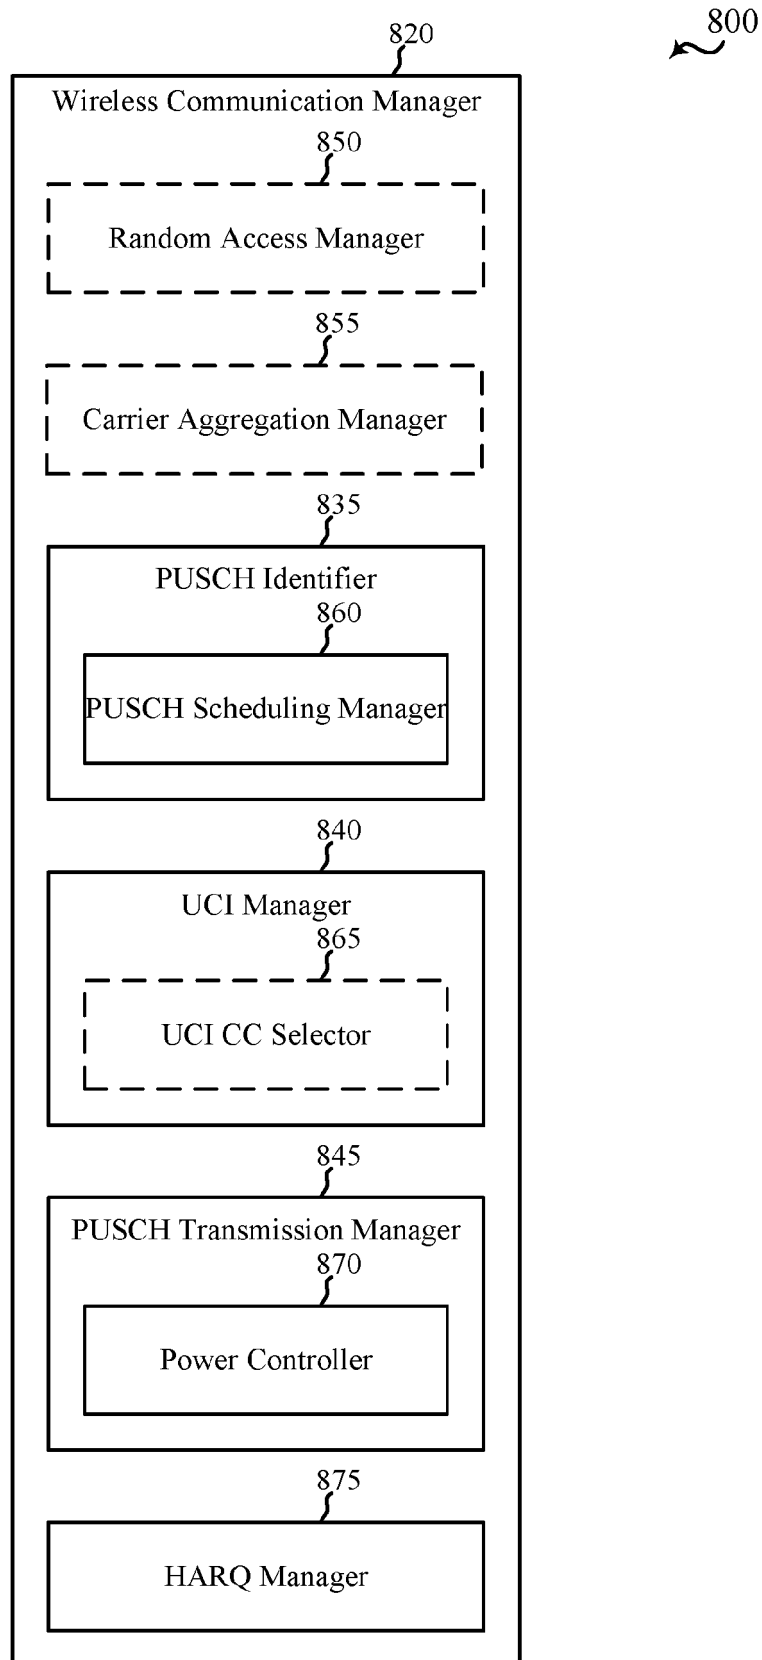 800
820
Wireless Communication Manager
850
Random Access Manager
855
Carrier Aggregation Manager
835
PUSCH Identifier
860
PUSCH Scheduling Manager
840
UCI Manager
865
UCI CC Selector
845
PUSCH Transmission Manager
870
Power Controller
875
HARQ Manager